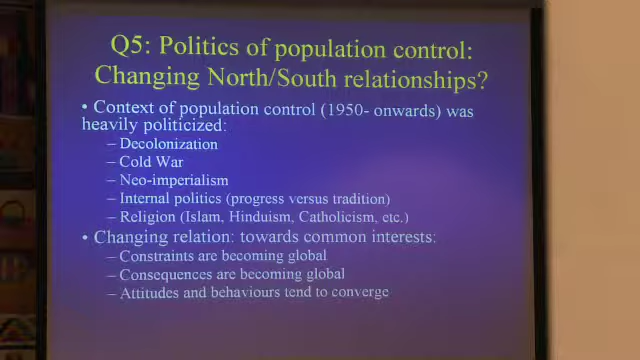 Q5: Politics of population control:
Changing North/South relationships?
• Context of population control (1950- onwards) was
heavily politicized:
– Decolonization
– Cold War
– Neo-imperialism
– Internal politics (progress versus tradition)
– Religion (Islam, Hinduism, Catholicism, etc.)
• Changing relation: towards common interests:
– Constraints are becoming global
– Consequences are becoming global
– Attitudes and behaviours tend to converge